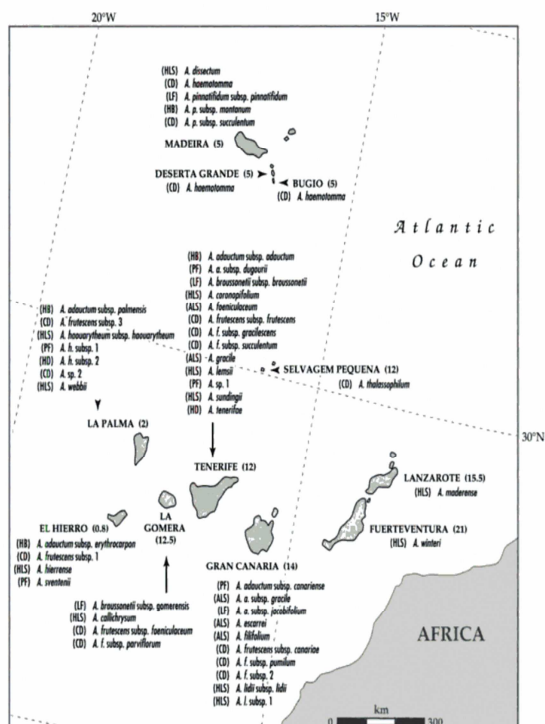 20°W
15°W
(HLS) A. dissectum
(CD) A. haematomma
(LF) A. pinnatifidum subsp. pinnatifidum
(HB) A. p. subsp. montanum
(CD) A. p. subsp. succulentum
MADEIRA (5)
DESERTA GRANDE (5)
BUGIO (5)
(CD) A. haematomma
(CD) A. haematomma
Atlantic
Ocean
(HB) A. adauctum subsp. adauctum
(PF) A. a. subsp. dugourii
(LF) A. broussonetii subsp. broussonetii
(HLS) A. coronopifolium
(ALS) A. foeniculaceum
(CD) A. frutescens subsp. frutescens
(CD) A. f. subsp. gracilescens
(CD) A. f. subsp. succulentum
(ALS) A. gracile
(HLS) A. lemsii
(PF) A. sp. 1
(HLS) A. sundingii
(HD) A. tenerifae
(HB) A. adauctum subsp. palmensis
(CD) A. frutescens subsp. 3
(HLS) A. haouarytheum subsp. haouarytheum
(PF) A. h. subsp. 1
(HD) A. h. subsp. 2
(CD) A. sp. 2
(HLS) A. webbii
SELVAGEM PEQUENA (12)
(CD) A. thalassophilum
30°N
LA PALMA (2)
TENERIFE (12)
LANZAROTE (15.5)
(HLS) A. maderense
EL HIERRO (0.8)
LA
GOMERA
(12.5)
FUERTEVENTURA (21)
(HLS) A. winteri
(HB) A. adauctum subsp. erythrocarpon
(CD) A. frutescens subsp. 1
(HLS) A. hierrense
(PF) A. sventenii
GRAN CANARIA (14)
(LF) A. broussonetii subsp. gomerensis
(HLS) A. callichrysum
(CD) A. frutescens subsp. foeniculaceum
(CD) A. f. subsp. parviflorum
(PF) A. adauctum subsp. canariense
(ALS) A. a. subsp. gracile
(LF) A. a. subsp. jacobifolium
(ALS) A. escarrei
(ALS) A. filifolium
(CD) A. frutescens subsp. canariae
(CD) A. f. subsp. pumilum
(CD) A. f. subsp. 2
(HLS) A. lidii subsp. lidii
(HLS) A. l. subsp. 1
AFRICA
km
0 300